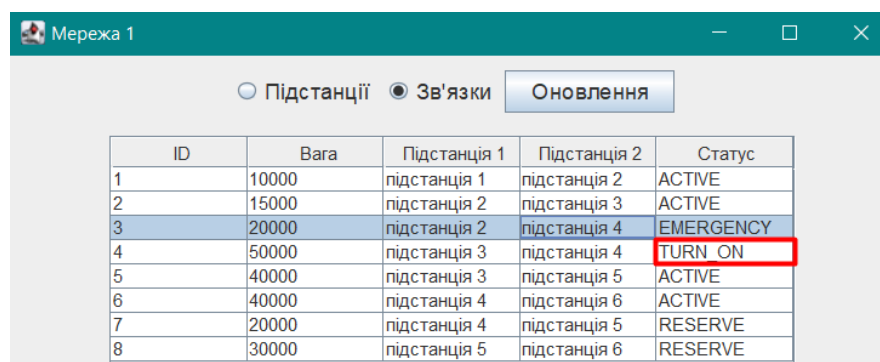 Мережа 1
Підстанції Зв'язки Оновлення
ID Вага Підстанція 1 Підстанція 2 Статус
1 10000 підстанція 1 підстанція 2 ACTIVE
2 15000 підстанція 2 підстанція 3 ACTIVE
3 20000 підстанція 2 підстанція 4 EMERGENCY
4 50000 підстанція 3 підстанція 4 TURN_ON
5 40000 підстанція 3 підстанція 5 ACTIVE
6 40000 підстанція 4 підстанція 6 ACTIVE
7 20000 підстанція 4 підстанція 5 RESERVE
8 30000 підстанція 5 підстанція 6 RESERVE